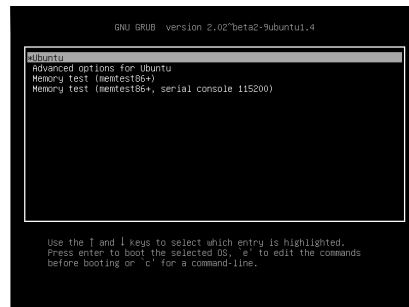 GNU GRUB  version 2.02~beta2-9ubuntu1.4
*Ubuntu
Advanced options for Ubuntu
Memory test (memtest86+)
Memory test (memtest86+, serial console 115200)
Use the ↑ and ↓ keys to select which entry is highlighted.
Press enter to boot the selected OS, `e' to edit the commands
before booting or `c' for a command-line.